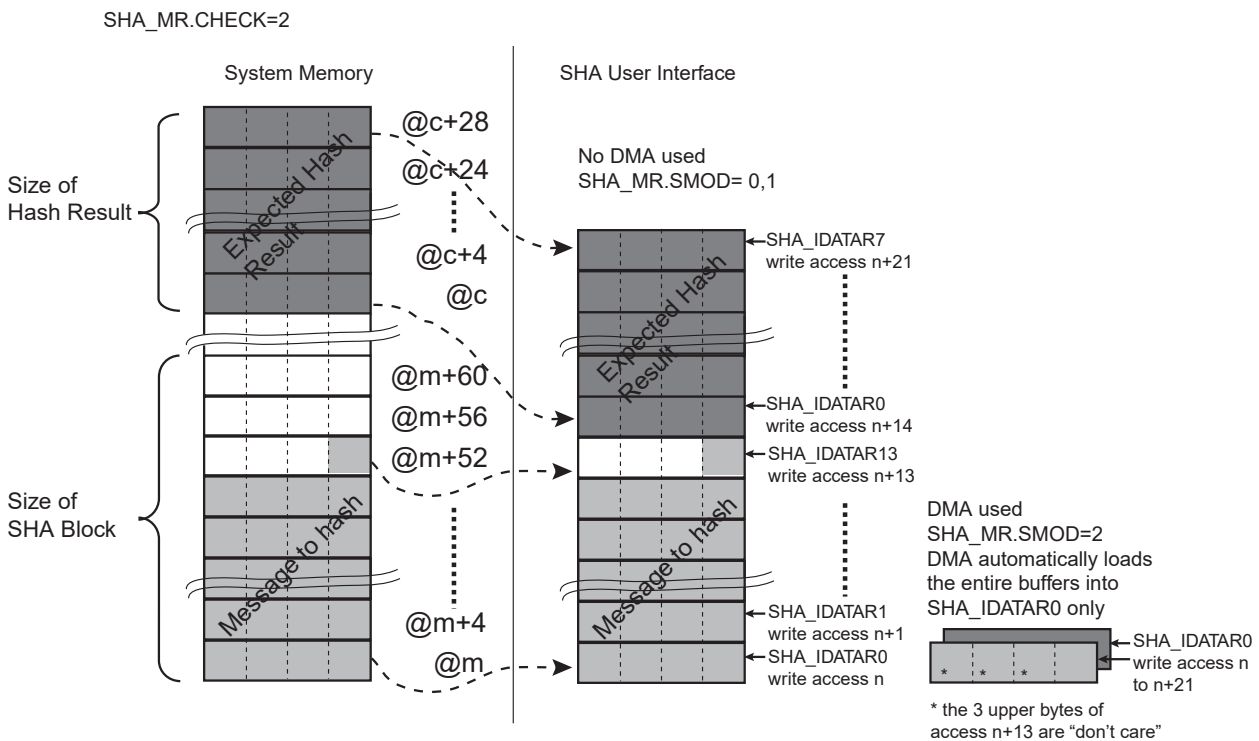 SHA_MR.CHECK=2
System Memory
SHA User Interface
Size of
Hash Result
Expected Hash
Result
@c+28
@c+24
@c+4
@c
@m+60
@m+56
@m+52
@m+4
@m
Size of
SHA Block
Message to hash
No DMA used
SHA_MR.SMOD= 0,1
Expected Hash
Result
Message to hash
SHA_IDATAR7
write access n+21
SHA_IDATAR0
write access n+14
SHA_IDATAR13
write access n+13
SHA_IDATAR1
write access n+1
SHA_IDATAR0
write access n
DMA used
SHA_MR.SMOD=2
DMA automatically loads
the entire buffers into
SHA_IDATAR0 only
* * *
SHA_IDATAR0
write access n
to n+21
* the 3 upper bytes of
access n+13 are “don’t care”